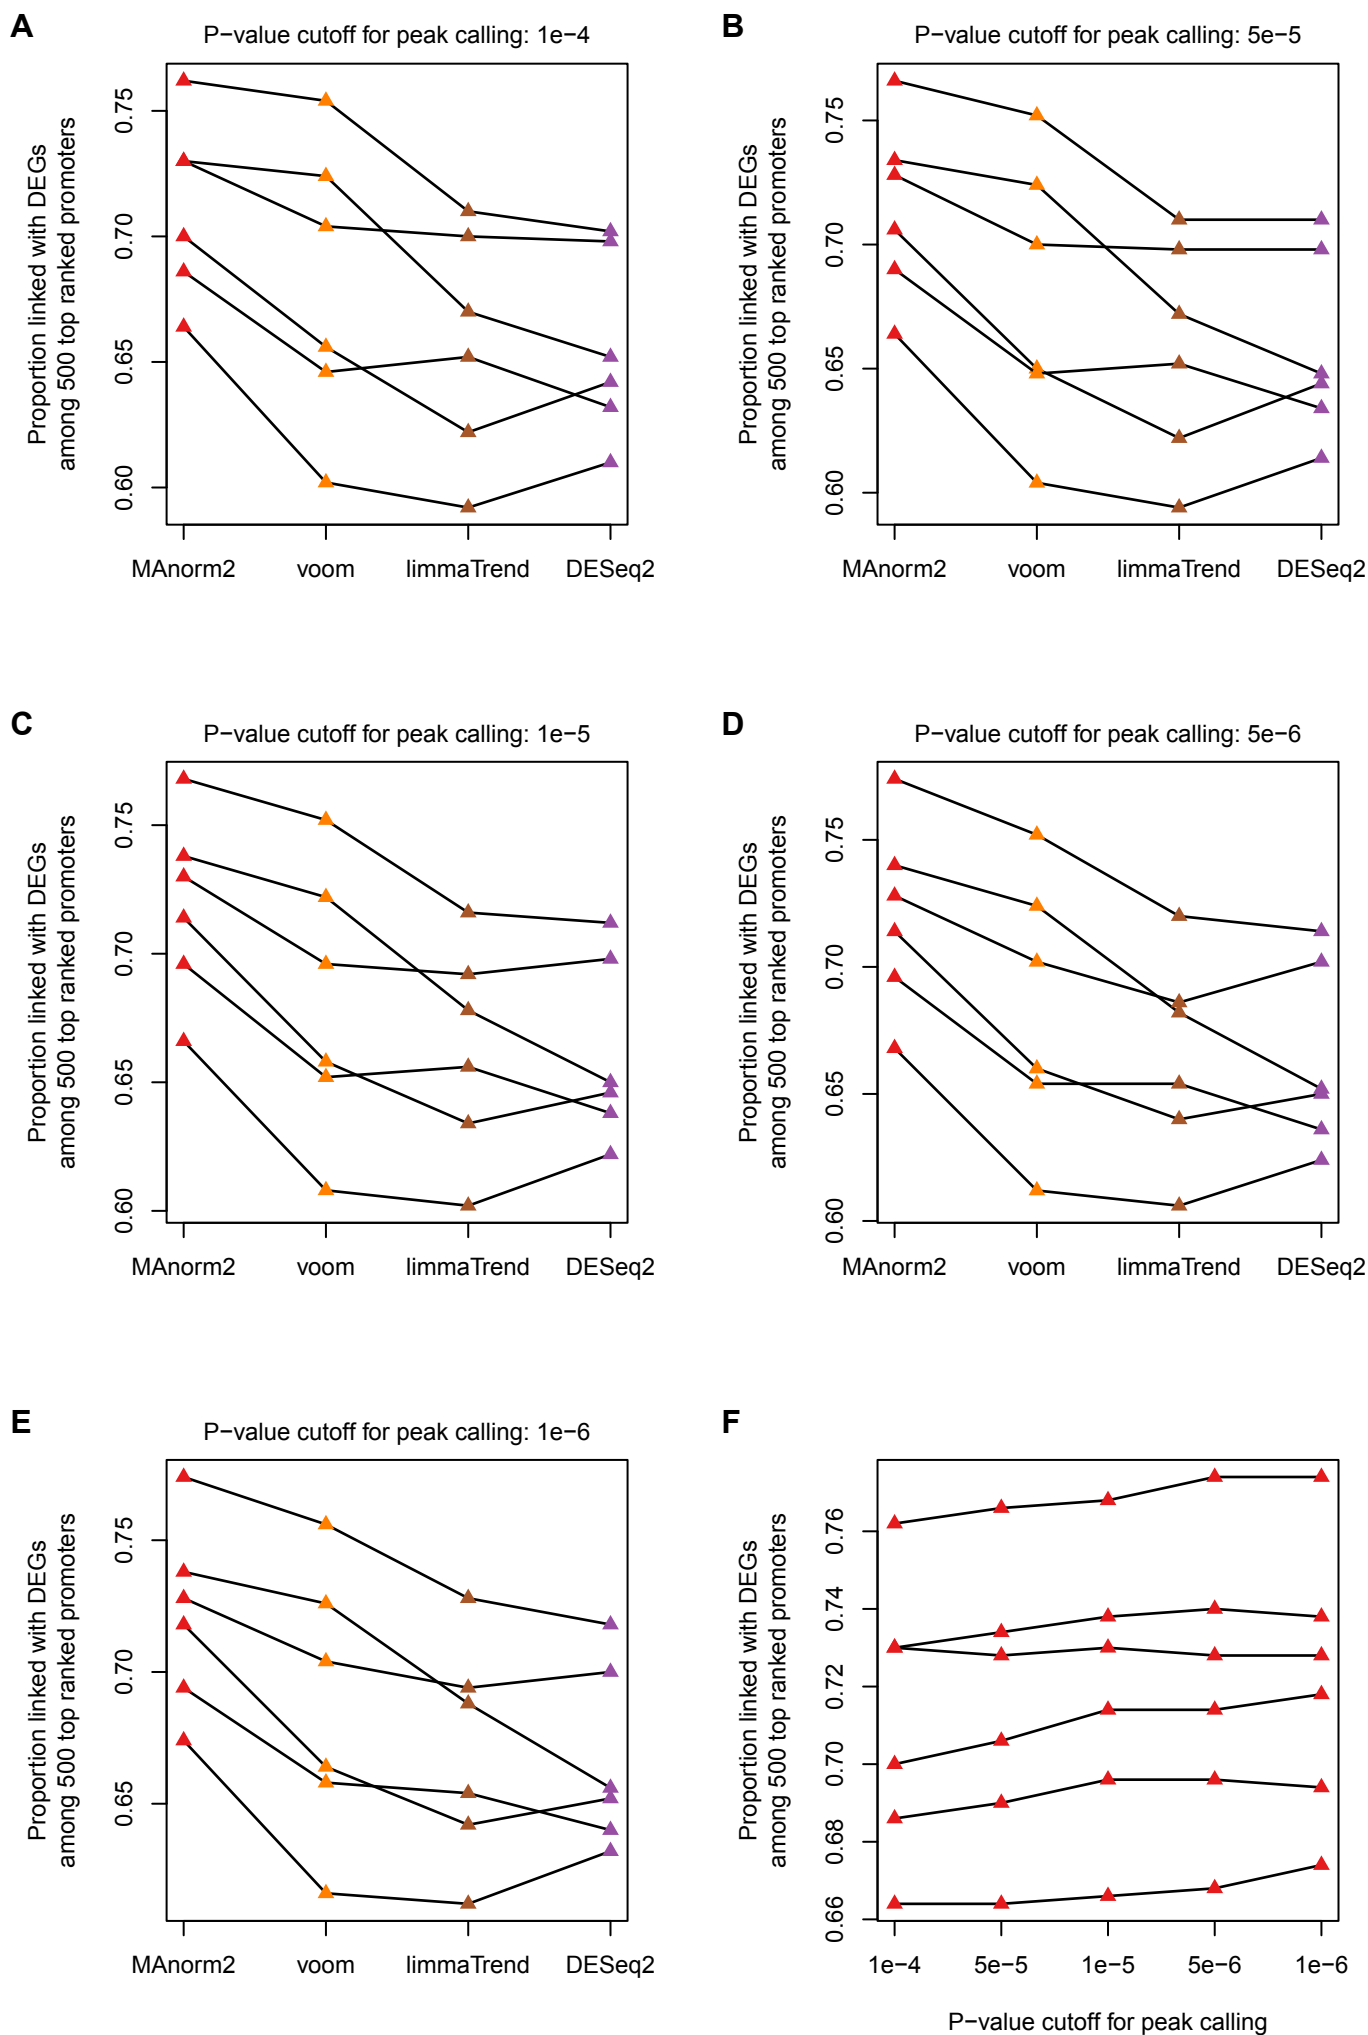 A
P−value cutoff for peak calling: 1e−4
Proportion linked with DEGs
among 500 top ranked promoters
0.75
0.70
0.65
0.60
MAnorm2 voom limmaTrend DESeq2
B
P−value cutoff for peak calling: 5e−5
Proportion linked with DEGs
among 500 top ranked promoters
0.75
0.70
0.65
0.60
MAnorm2 voom limmaTrend DESeq2
C
P−value cutoff for peak calling: 1e−5
Proportion linked with DEGs
among 500 top ranked promoters
0.75
0.70
0.65
0.60
MAnorm2 voom limmaTrend DESeq2
D
P−value cutoff for peak calling: 5e−6
Proportion linked with DEGs
among 500 top ranked promoters
0.75
0.70
0.65
0.60
MAnorm2 voom limmaTrend DESeq2
E
P−value cutoff for peak calling: 1e−6
Proportion linked with DEGs
among 500 top ranked promoters
0.75
0.70
0.65
MAnorm2 voom limmaTrend DESeq2
F
Proportion linked with DEGs
among 500 top ranked promoters
0.76
0.74
0.72
0.70
0.68
0.66
1e−4 5e−5 1e−5 5e−6 1e−6
P−value cutoff for peak calling